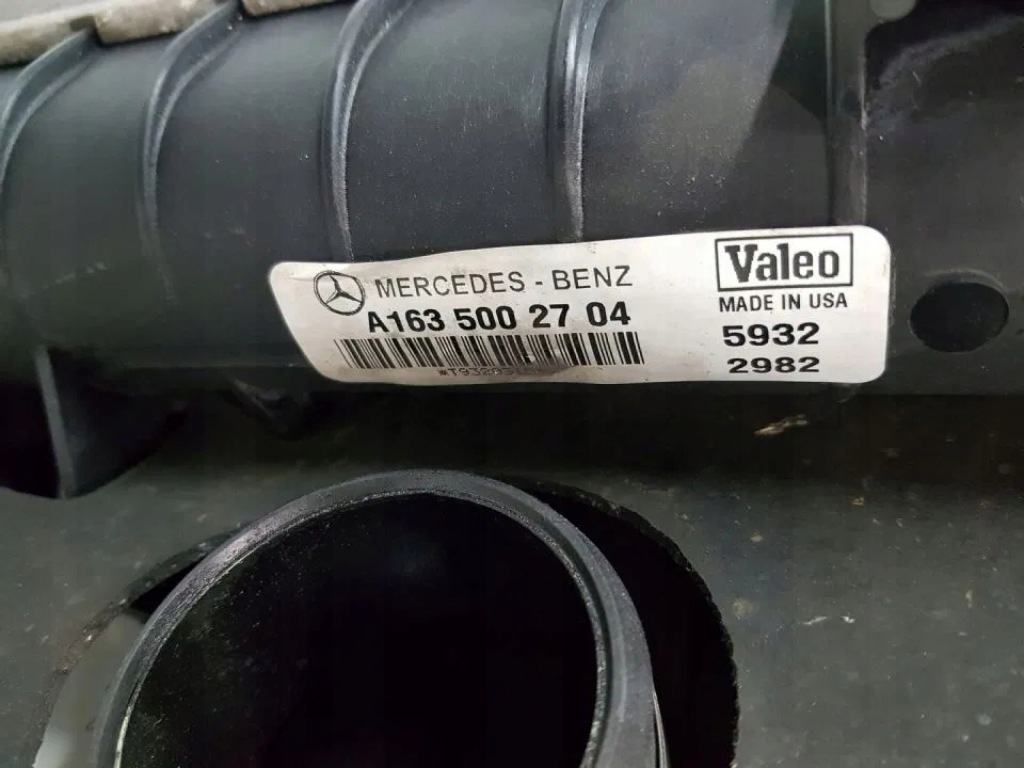 MERCEDES - BENZ
A163 500 27 04
Valeo
MADE IN USA
5932
2982